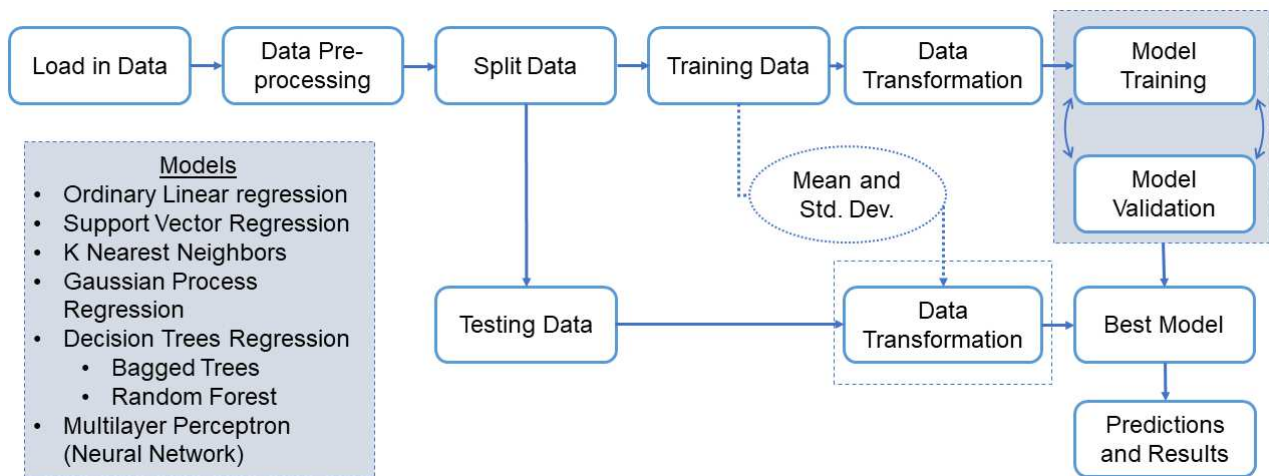 Load in Data
Data Pre-
processing
Split Data
Training Data
Data
Transformation
Model
Training
Models
• Ordinary Linear regression
• Support Vector Regression
• K Nearest Neighbors
• Gaussian Process
Regression
• Decision Trees Regression
• Bagged Trees
• Random Forest
• Multilayer Perceptron
(Neural Network)
Mean and
Std. Dev.
Model
Validation
Testing Data
Data
Transformation
Best Model
Predictions
and Results